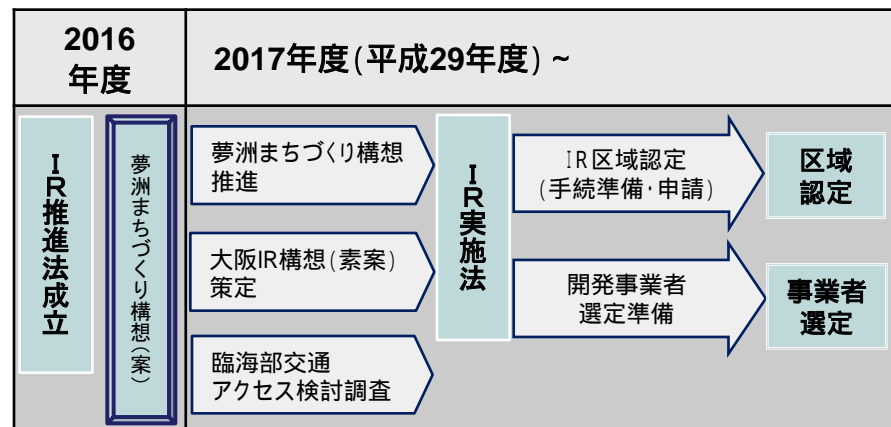 2016
年度
2017年度(平成29年度) ~
IR推進法成立
夢洲まちづくり構想(案)
夢洲まちづくり構想
推進
大阪IR構想(素案)
策定
臨海部交通
アクセス検討調査
IR実施法
IR区域認定
(手続準備・申請)
開発事業者
選定準備
区域
認定
事業者
選定